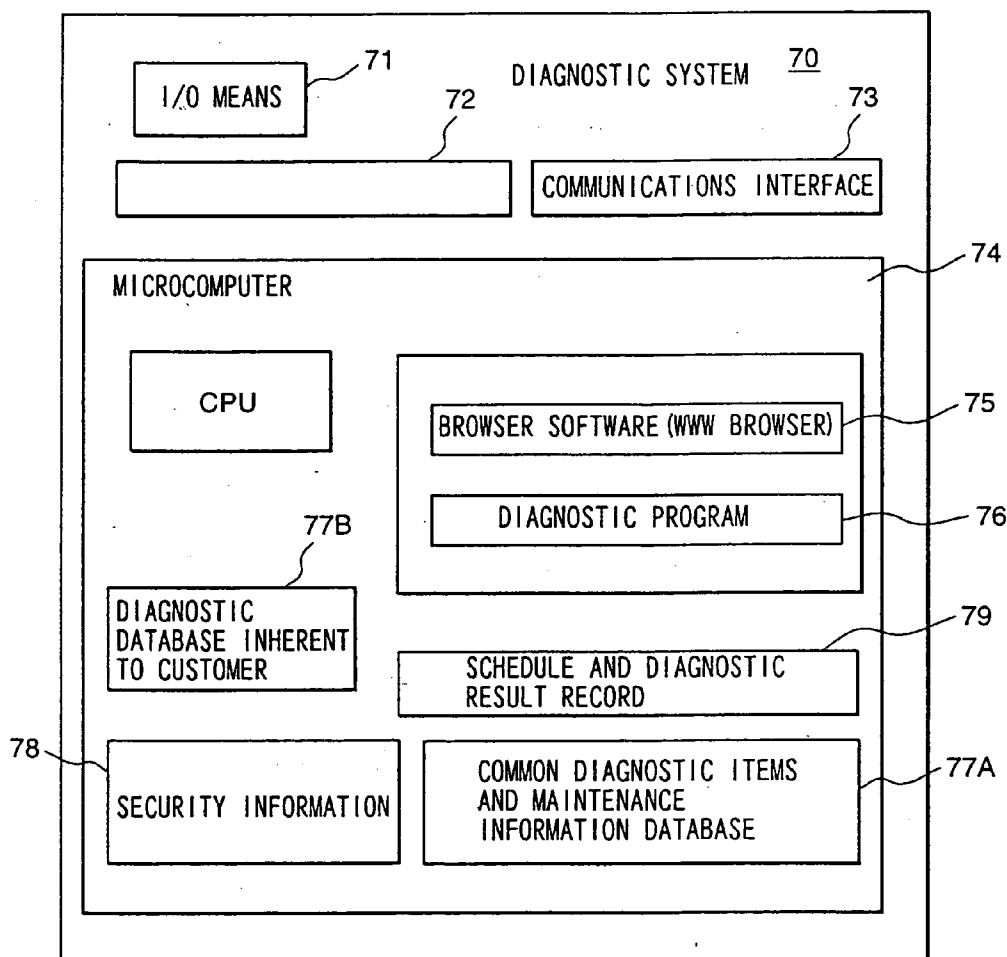 71
I/O MEANS
DIAGNOSTIC SYSTEM 70
72
73
COMMUNICATIONS INTERFACE
74
MICROCOMPUTER
CPU
75
BROWSER SOFTWARE (WWW BROWSER)
DIAGNOSTIC PROGRAM
76
77B
DIAGNOSTIC
DATABASE INHERENT
TO CUSTOMER
79
SCHEDULE AND DIAGNOSTIC
RESULT RECORD
78
SECURITY INFORMATION
COMMON DIAGNOSTIC ITEMS
AND MAINTENANCE
INFORMATION DATABASE
77A